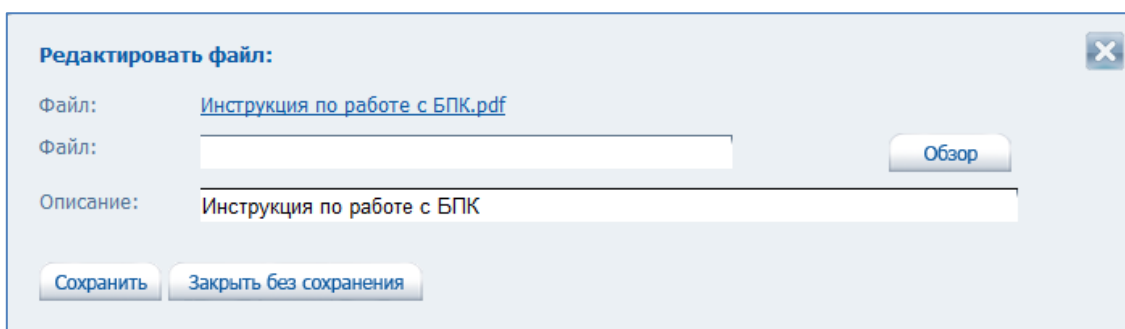 Редактировать файл:
Файл: Инструкция по работе с БПК.pdf
Файл: Обзор
Описание: Инструкция по работе с БПК
Сохранить Закрыть без сохранения